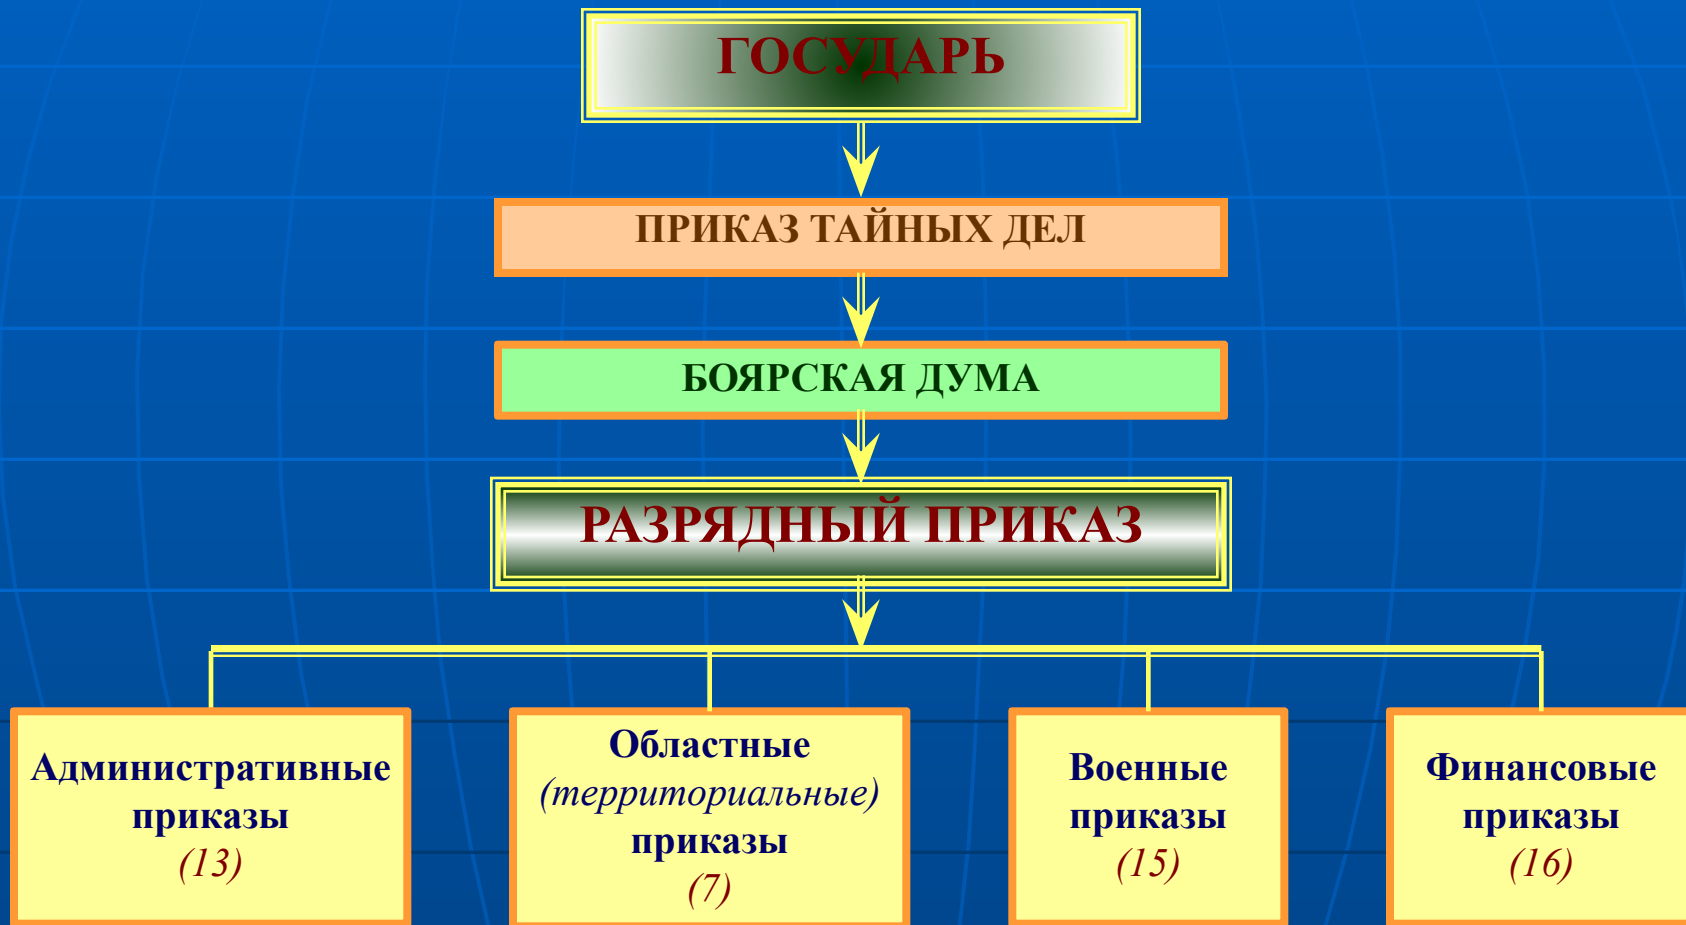 ГОСУДАРЬ
ПРИКАЗ ТАЙНЫХ ДЕЛ
БОЯРСКАЯ ДУМА
РАЗРЯДНЫЙ ПРИКАЗ
Административные
приказы
(13)
Областные
(территориальные)
приказы
(7)
Военные
приказы
(15)
Финансовые
приказы
(16)